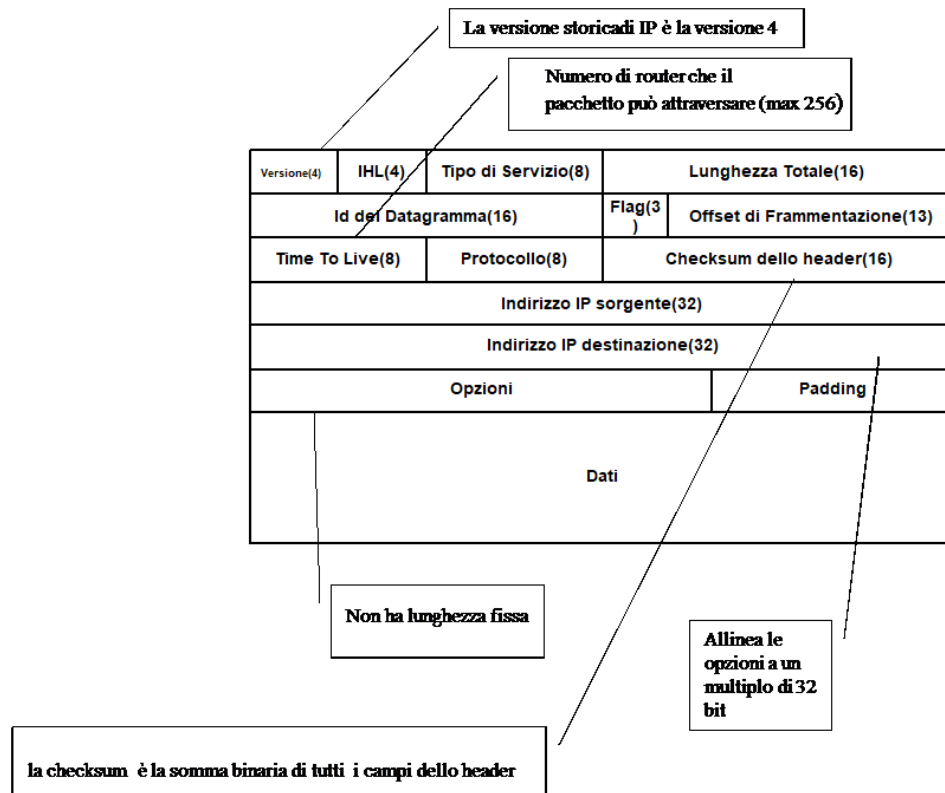 La versione storicadi IP è la versione 4
Numero di router che il
pacchetto può attraversare (max 256)
Versione(4)
IHL(4)
Tipo di Servizio(8)
Lunghezza Totale(16)
Id del Datagramma(16)
Flag(3
)
Offset di Frammentazione(13)
Time To Live(8)
Protocollo(8)
Checksum dello header(16)
Indirizzo IP sorgente(32)
Indirizzo IP destinazione(32)
Opzioni
Padding
Dati
Non ha lunghezza fissa
Allinea le
opzioni a un
multiplo di 32
bit
la checksum è la somma binaria di tutti i campi dello header